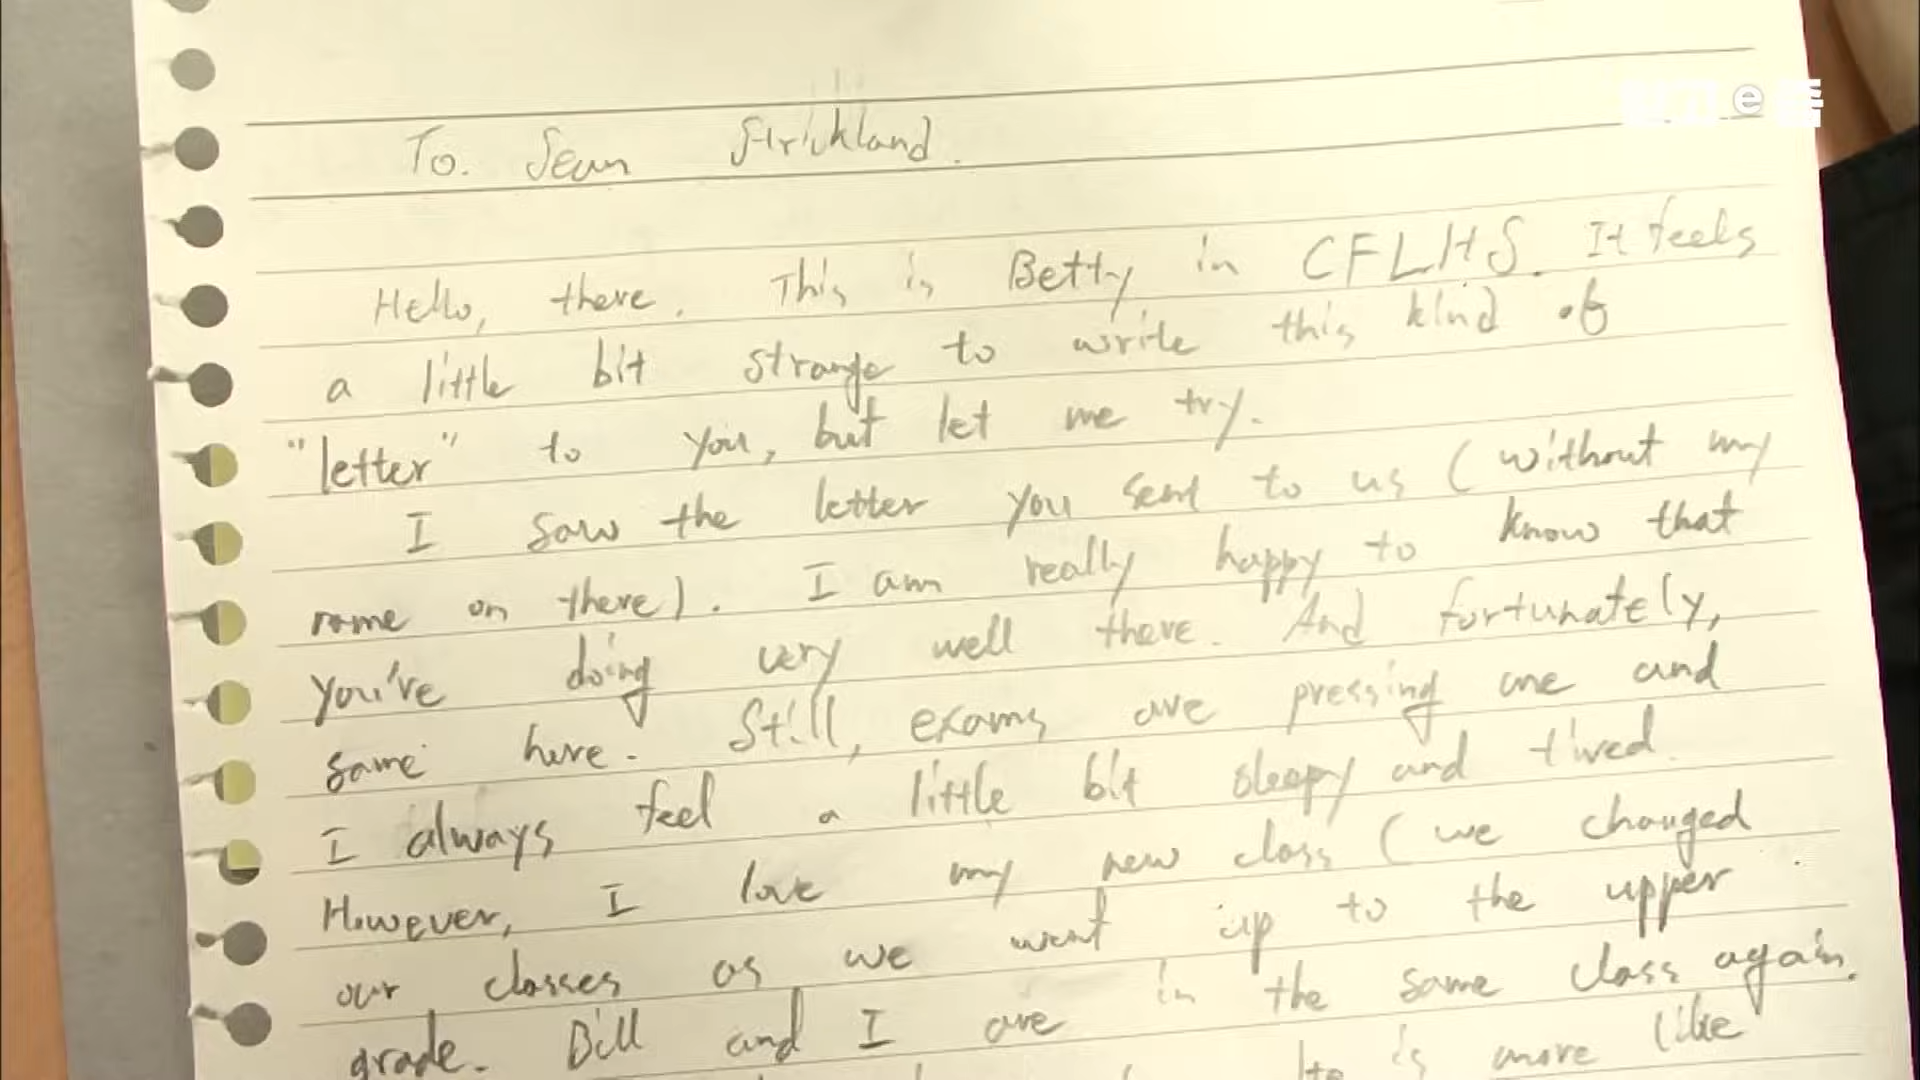 To. Sean Strickland.
Hello, there. This is Betty in CFLHS. It feels
a little bit strange to write this kind of
"letter" to you, but let me try.
I saw the letter you sent to us (without my
name on there). I am really happy to know that
you're doing very well there. And fortunately,
same here. Still, exams are pressing me and
I always feel a little bit sleepy and tired.
However, I love my new class (we changed
our classes as we went up to the upper
grade. Bill and I are in the same class again.
is more like